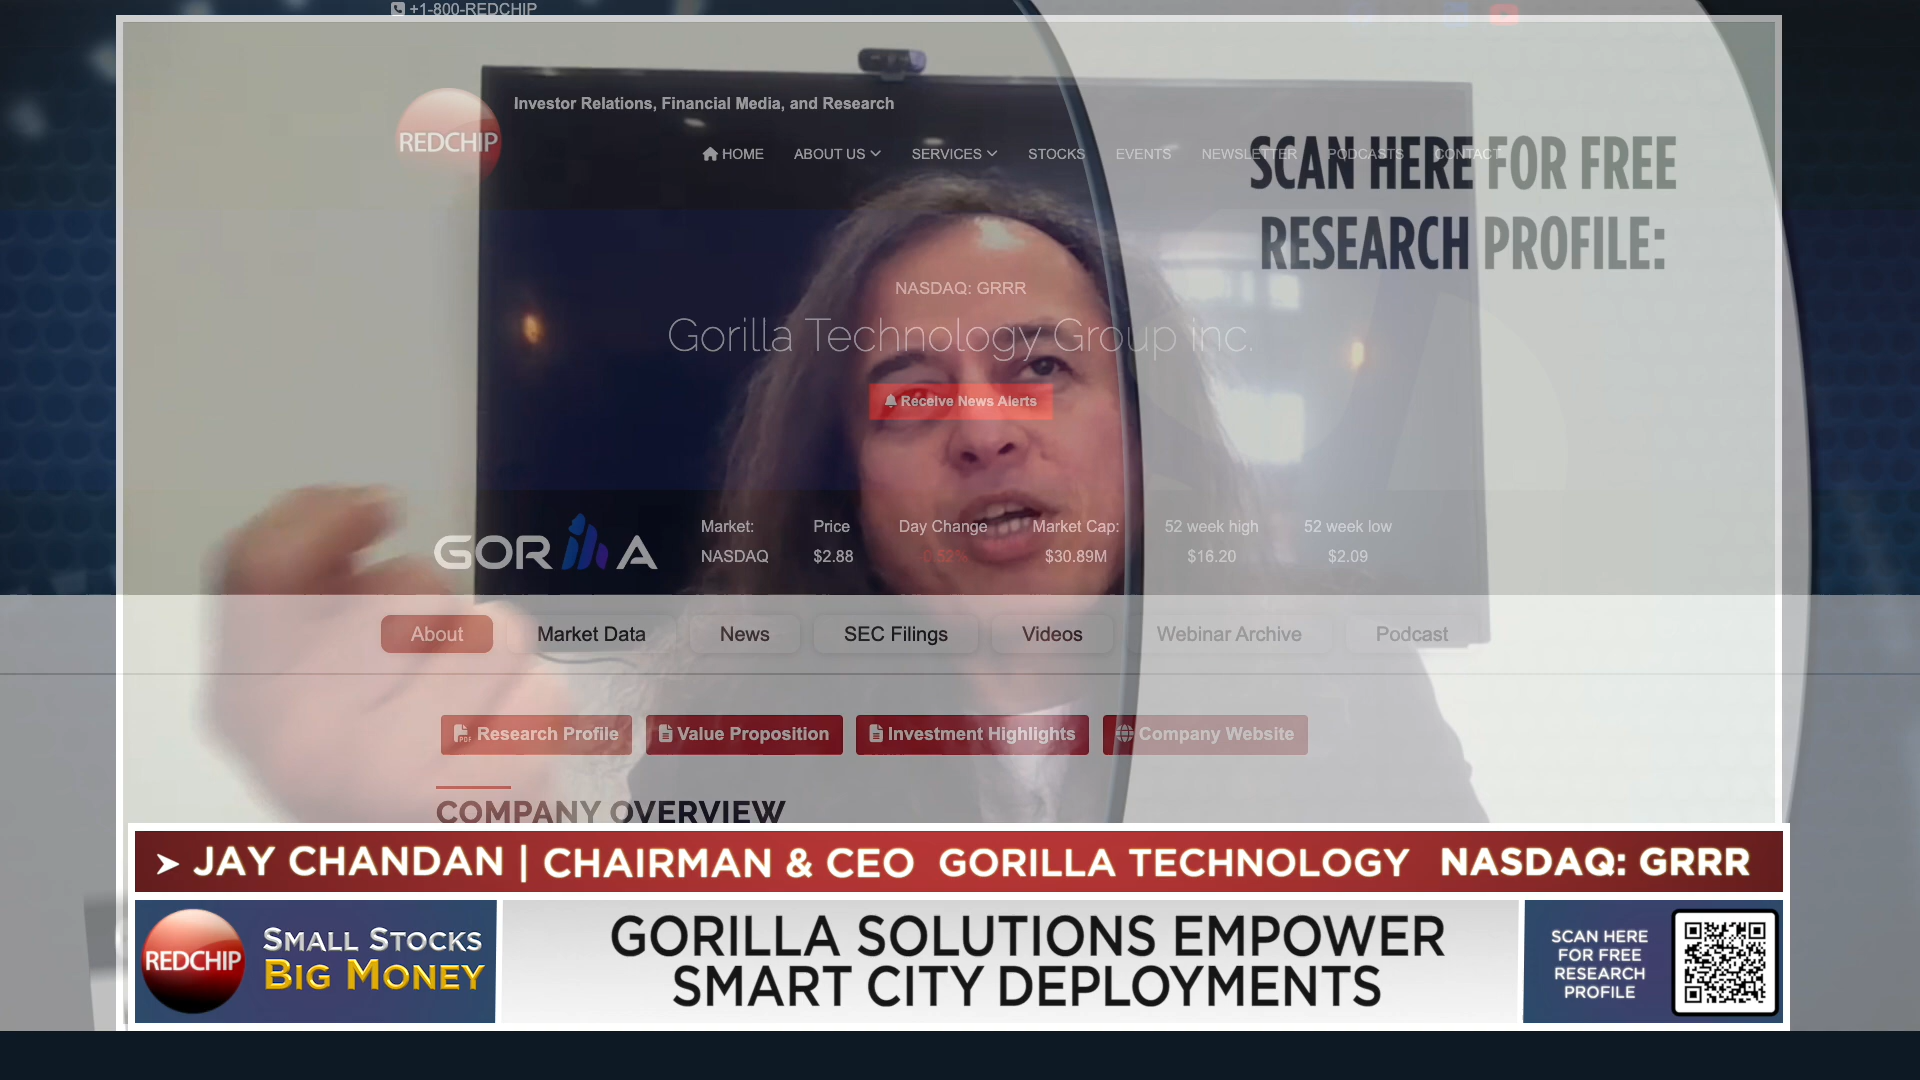 +1-800-REDCHIP
Investor Relations, Financial Media, and Research
REDCHIP
HOME ABOUT US SERVICES STOCKS EVENTS NEWSLETTER PODCASTS CONTACT
SCAN HERE FOR FREE
RESEARCH PROFILE:
NASDAQ: GRRR
Gorilla Technology Group inc.
Receive News Alerts
GORILLA
Market: Price Day Change Market Cap: 52 week high 52 week low
NASDAQ $2.88 0.52% $30.89M $16.20 $2.09
About Market Data News SEC Filings Videos Webinar Archive Podcast
Research Profile Value Proposition Investment Highlights Company Website
COMPANY OVERVIEW
JAY CHANDAN | CHAIRMAN & CEO GORILLA TECHNOLOGY NASDAQ: GRRR
REDCHIP
SMALL STOCKS
BIG MONEY
GORILLA SOLUTIONS EMPOWER
SMART CITY DEPLOYMENTS
SCAN HERE
FOR FREE
RESEARCH
PROFILE